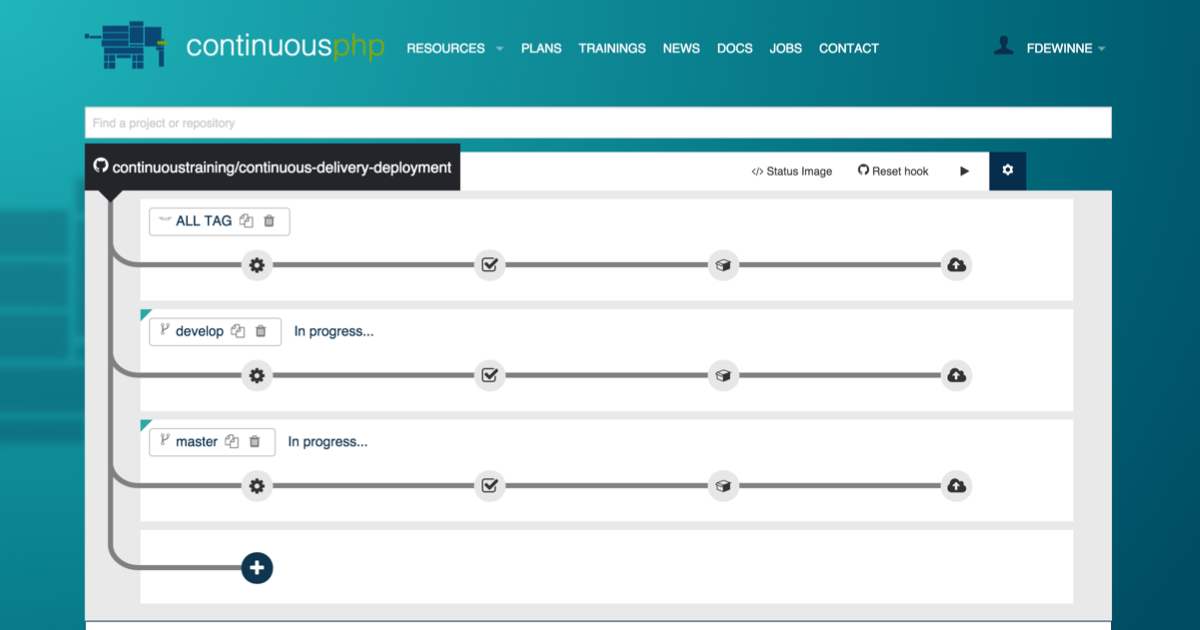 continuousphp RESOURCES PLANS TRAININGS NEWS DOCS JOBS CONTACT FDEWINNE
Find a project or repository
continuoustraining/continuous-delivery-deployment </> Status Image Reset hook
ALL TAG
develop In progress...
master In progress...